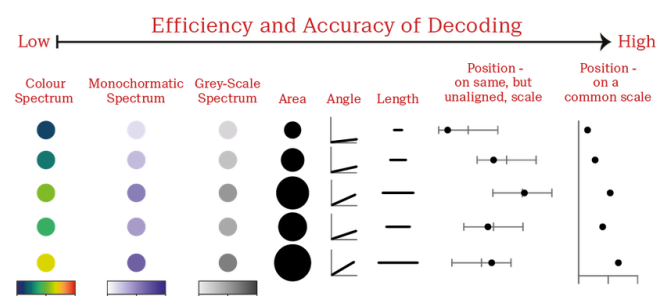 Efficiency and Accuracy of Decoding
Low
High
Colour
Spectrum
Monochormatic
Spectrum
Grey-Scale
Spectrum
Area
Angle
Length
Position -
on same, but
unaligned, scale
Position -
on a
common scale